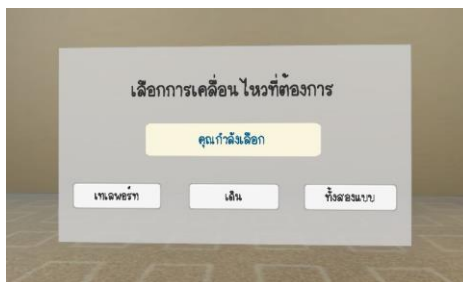 เลือกการเคลื่อนไหวที่ต้องการ
คุณกำลังเลือก
เทเลพอร์ท เดิน ทั้งสองแบบ